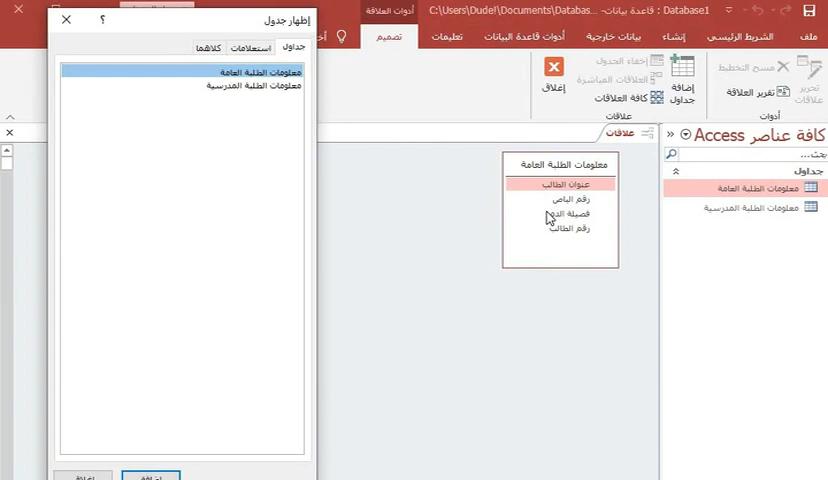 إظهار جدول
؟
أدوات العلاقة
C:\Users\Dude!\Documents\Databas... -قاعدة بيانات : Database1
جدول
استعلامات
كلاهما
معلومات الطلبة العامة
معلومات الطلبة المدرسية
ملف
الشريط الرئيسي
إنشاء
بيانات خارجية
أدوات قاعدة البيانات
تعليمات
تصميم
تحرير علاقات
مسح التخطيط
تقرير العلاقة
أدوات
إضافة جدول
إخفاء الجدول
العلاقات المباشرة
كافة العلاقات
إغلاق
علاقات
كافة عناصر Access
بحث...
جداول
معلومات الطلبة العامة
معلومات الطلبة المدرسية
علاقات
معلومات الطلبة العامة
عنوان الطالب
رقم الباص
فصيلة
رقم الطالب